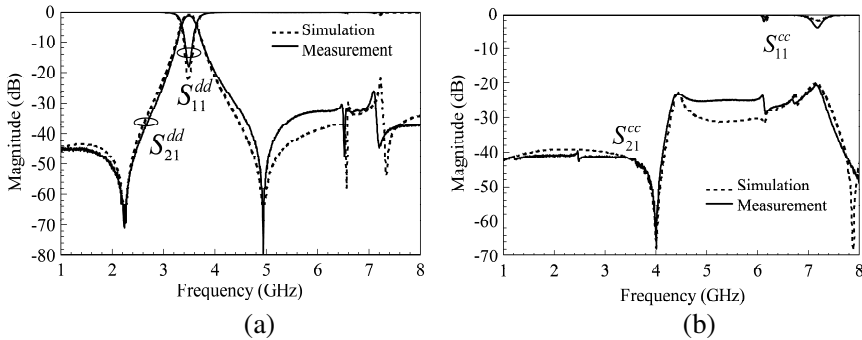 0
-10
-20
-30
-40
-50
-60
-70
-80
Magnitude (dB)
Simulation
Measurement
S11dd
S21dd
1 2 3 4 5 6 7 8
Frequency (GHz)
(a)
0
-10
-20
-30
-40
-50
-60
-70
Magnitude (dB)
S11cc
S21cc
Simulation
Measurement
1 2 3 4 5 6 7 8
Frequency (GHz)
(b)